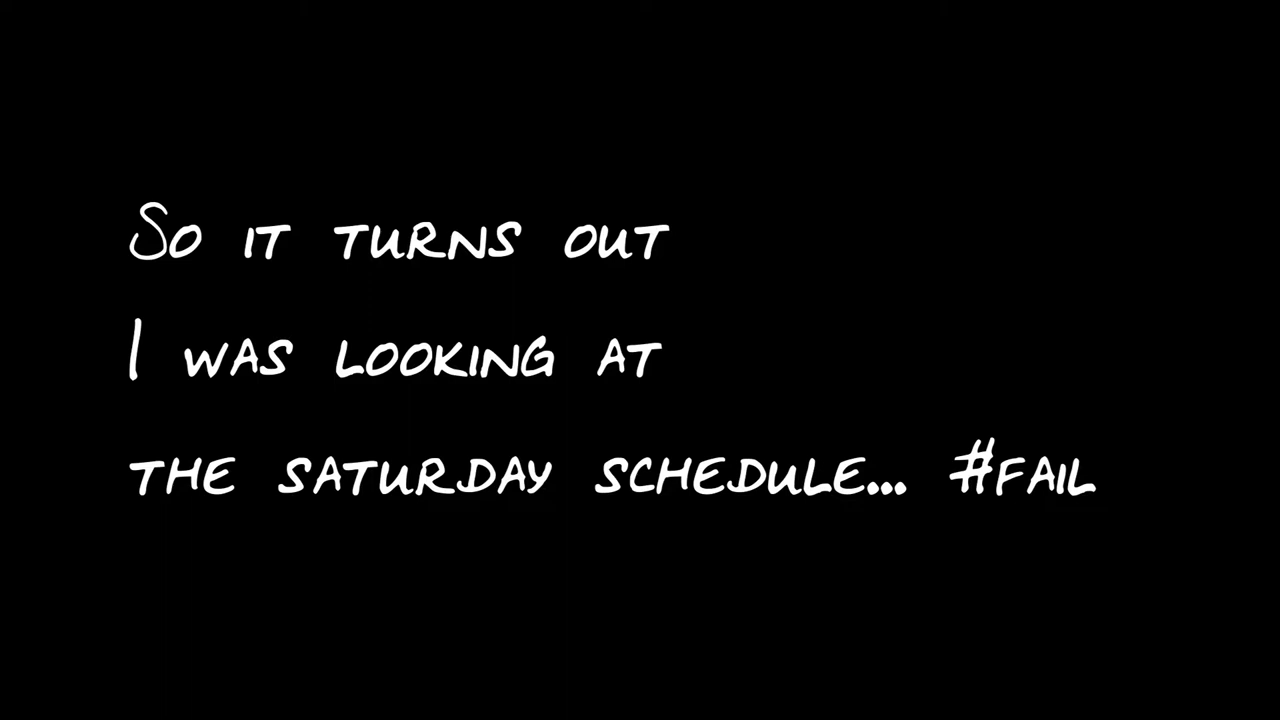 So it turns out
I was looking at
the saturday schedule... #fail